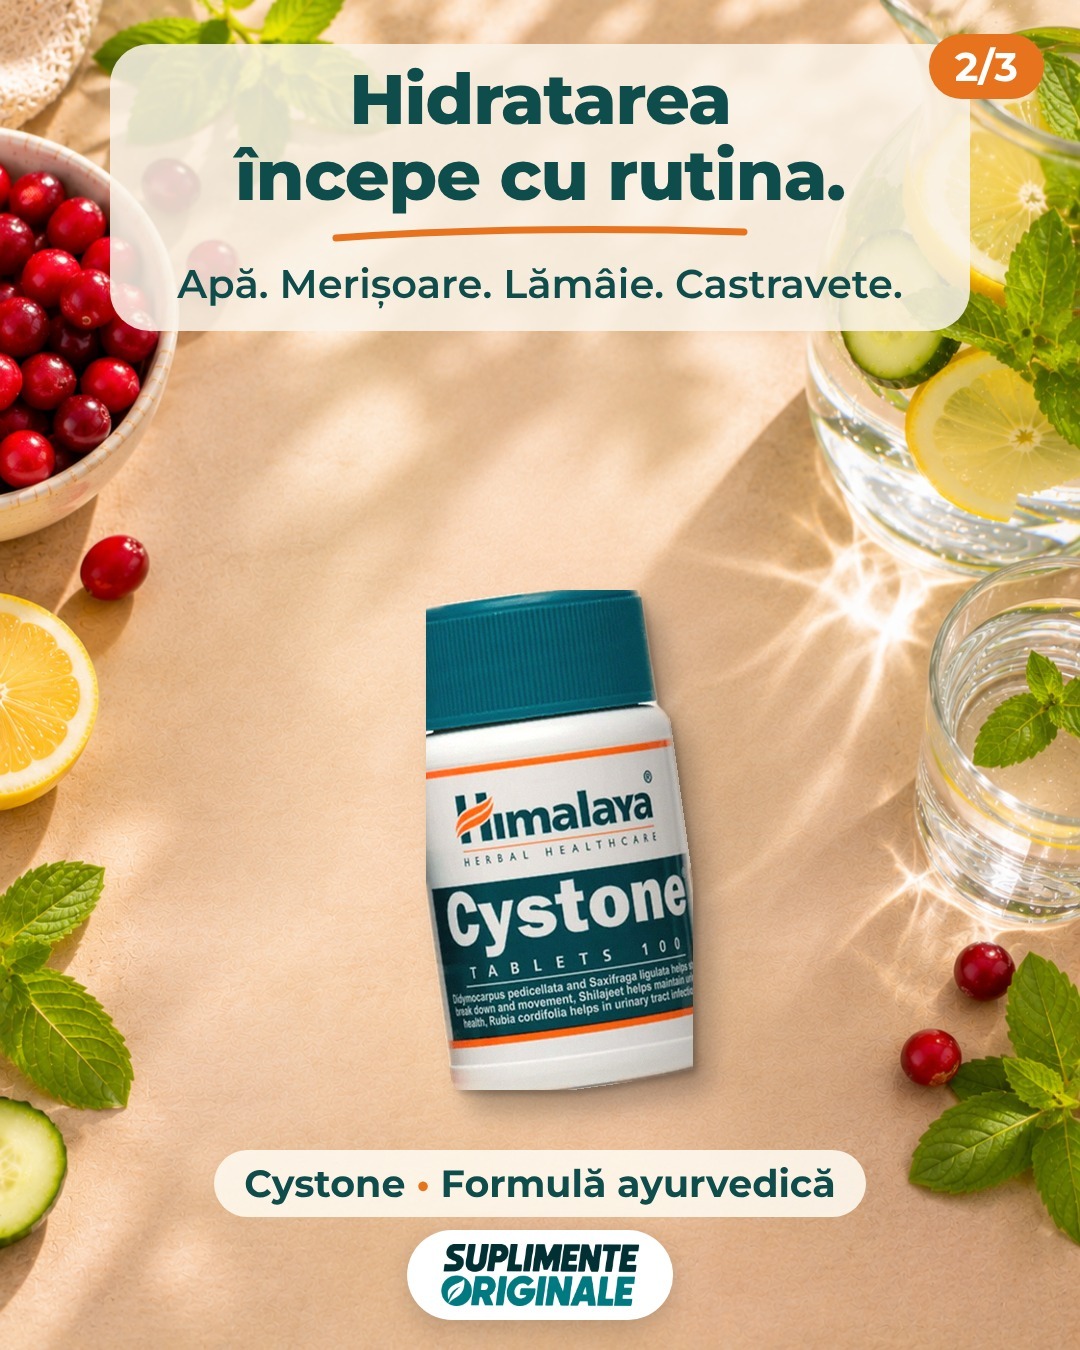 2/3
Hidratarea
începe cu rutina.
Apă. Merișoare. Lămâie. Castravete.
Himalaya®
HERBAL HEALTHCARE
Cystone
TABLETS 100
Didymocarpus pedicellata and Saxifraga ligulata helps
break down and movement, Shilajeet helps maintain
health, Rubia cordifolia helps in urinary tract
Cystone • Formulă ayurvedică
SUPLIMENTE
ORIGINALE